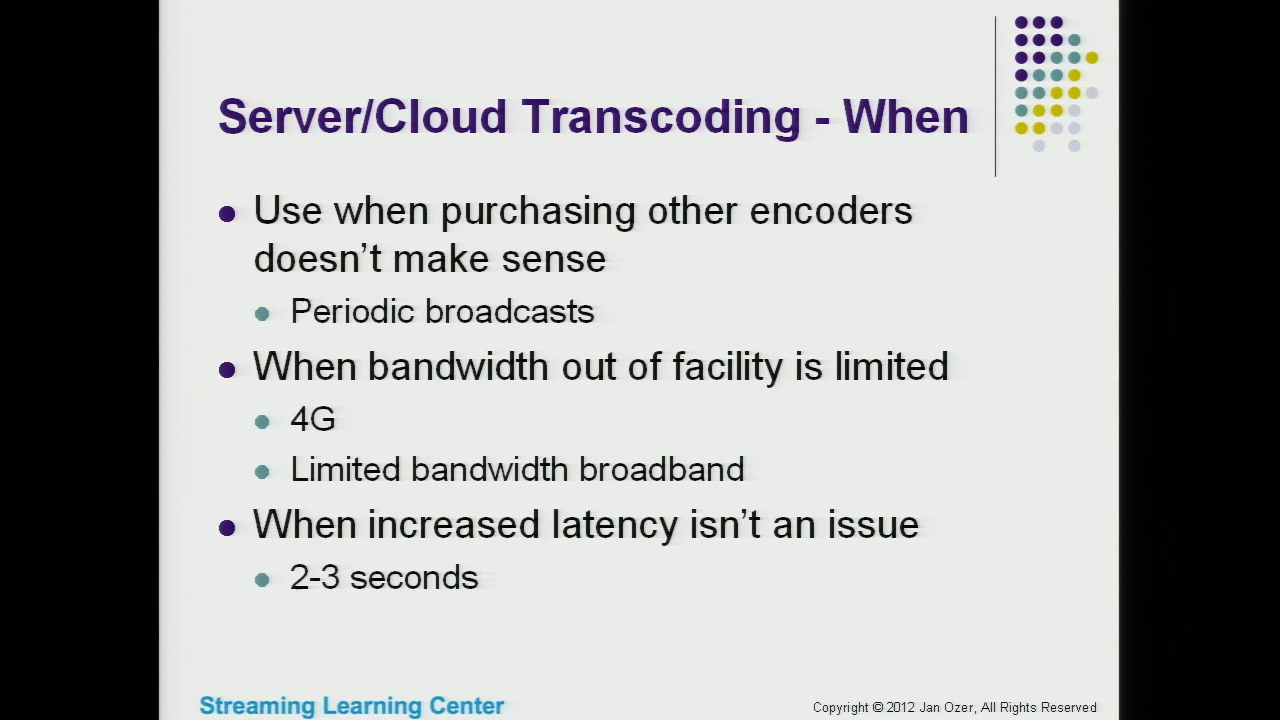 Server/Cloud Transcoding - When
Use when purchasing other encoders
doesn’t make sense
Periodic broadcasts
When bandwidth out of facility is limited
4G
Limited bandwidth broadband
When increased latency isn’t an issue
2-3 seconds
Streaming Learning Center
Copyright © 2012 Jan Ozer, All Rights Reserved